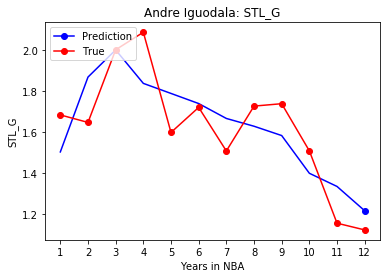 Andre Iguodala: STL_G
Prediction
True
2.0
1.8
1.6
1.4
1.2
STL_G
1 2 3 4 5 6 7 8 9 10 11 12
Years in NBA